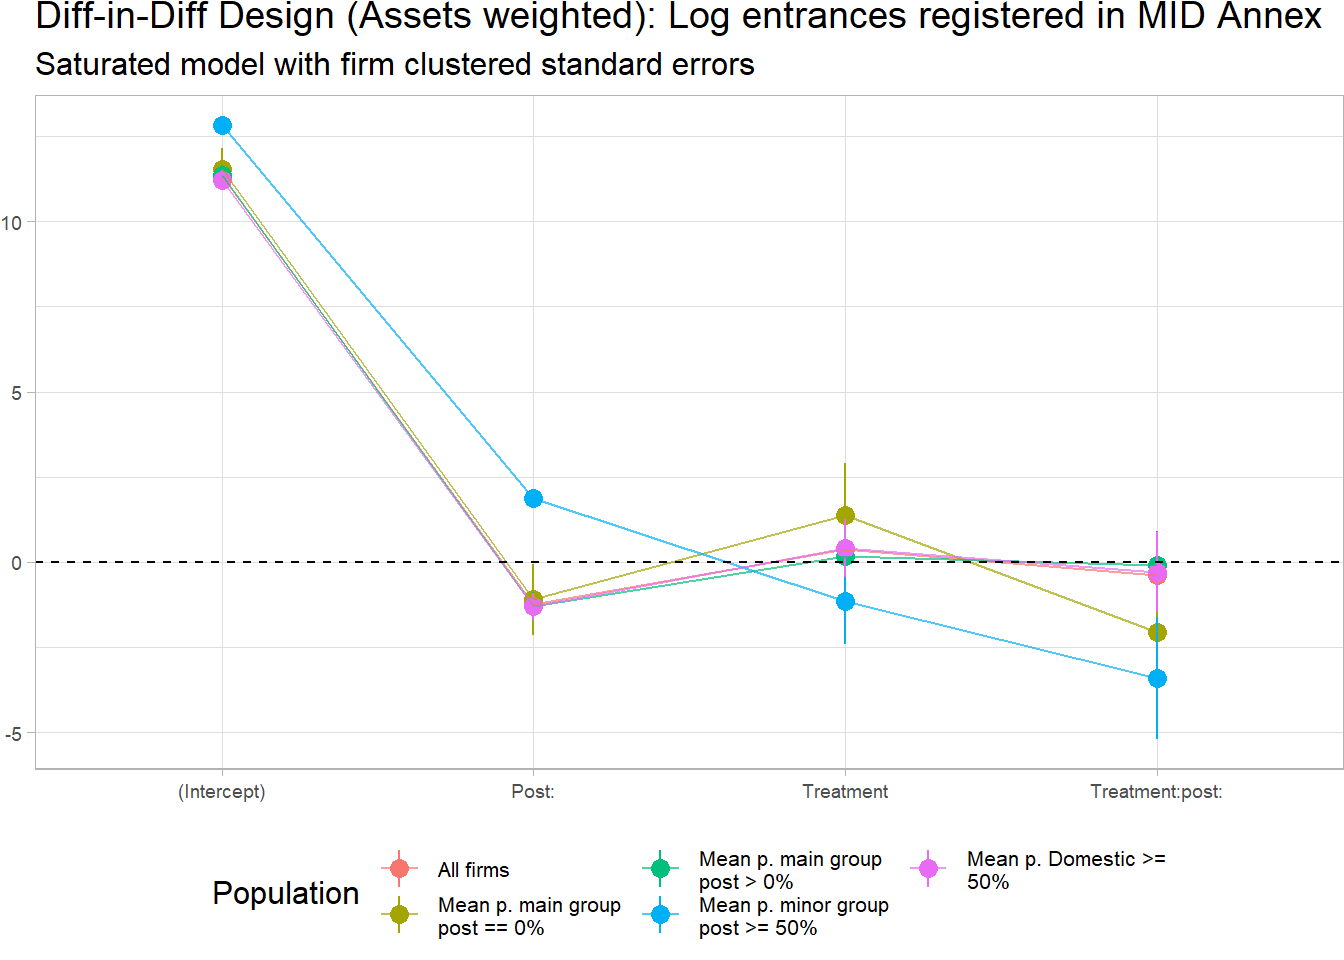 Diff-in-Diff Design (Assets weighted): Log entrances registered in MID Annex
Saturated model with firm clustered standard errors
10
5
0
-5
(Intercept)
Post:
Treatment
Treatment:post:
Population
All firms
Mean p. main group
post == 0%
Mean p. main group
post > 0%
Mean p. minor group
post >= 50%
Mean p. Domestic >=
50%